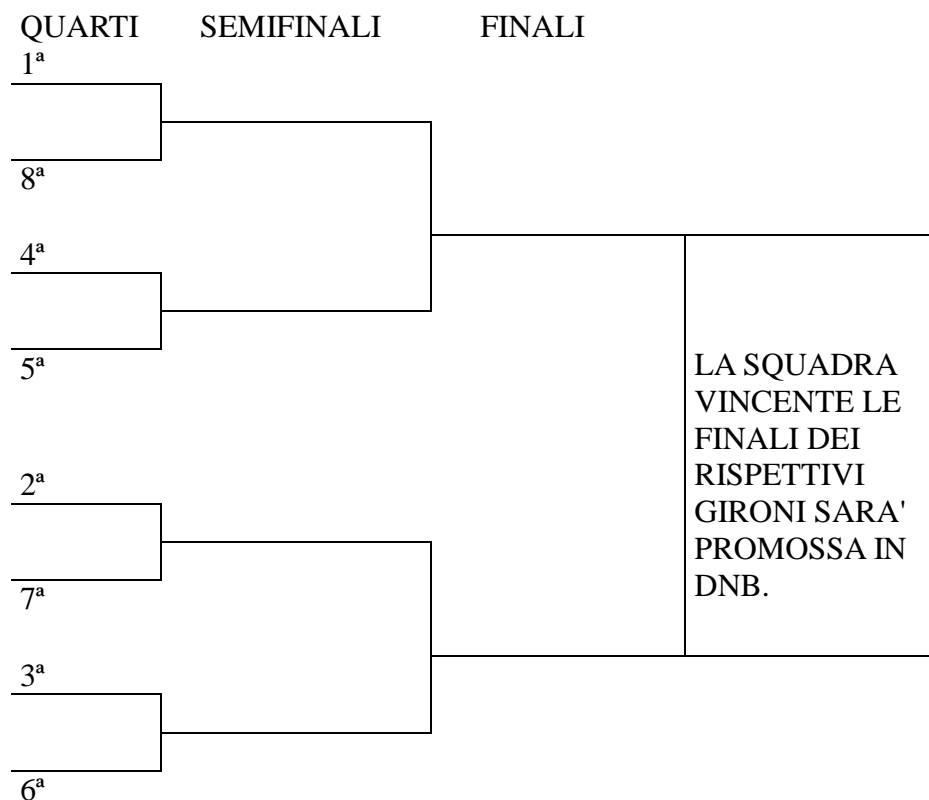 QUARTI SEMIFINALI FINALI
1ª
8ª
4ª
5ª
LA SQUADRA
VINCENTE LE
FINALI DEI
RISPETTIVI
GIRONI SARA'
PROMOSSA IN
DNB.
2ª
7ª
3ª
6ª